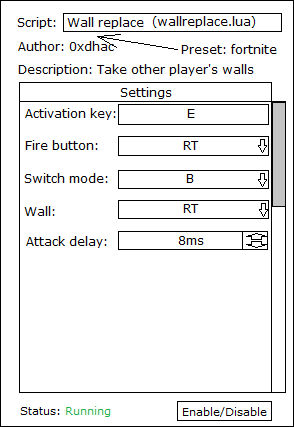 Script: Wall replace (wallreplace.lua)
Author: 0xdhac
Preset: fortnite
Description: Take other player's walls
Settings
Activation key: E
Fire button: RT
Switch mode: B
Wall: RT
Attack delay: 8ms
Status: Running
Enable/Disable